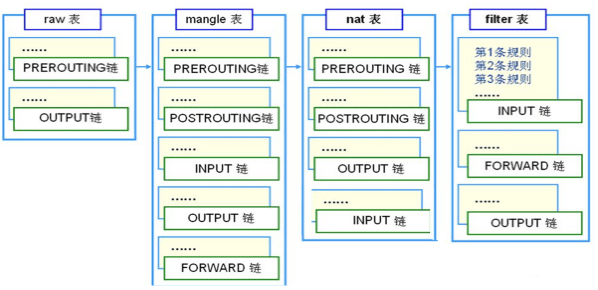 raw 表
......
PREROUTING链
......
OUTPUT链
mangle 表
......
PREROUTING链
......
POSTROUTING链
......
INPUT 链
......
OUTPUT 链
......
FORWARD 链
nat 表
......
PREROUTING 链
......
POSTROUTING 链
......
OUTPUT 链
......
INPUT 链
filter 表
第1条规则
第2条规则
第3条规则
......
INPUT 链
......
FORWARD 链
......
OUTPUT 链